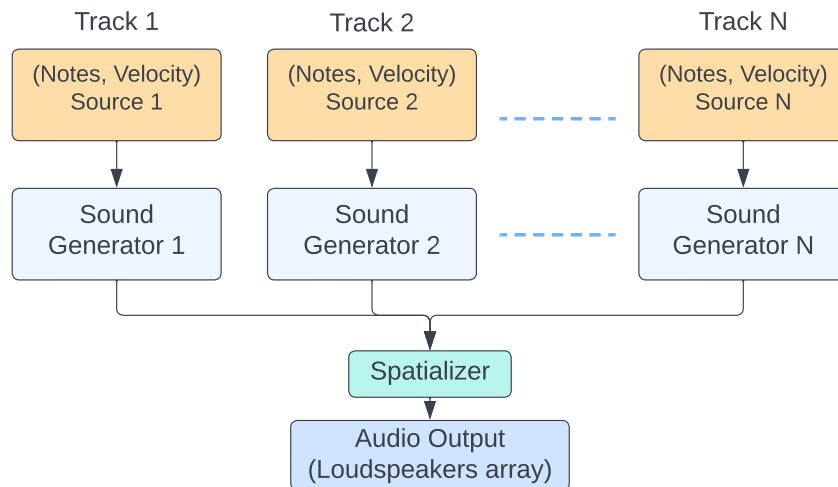 Track 1
Track 2
Track N
(Notes, Velocity)
Source 1
(Notes, Velocity)
Source 2
(Notes, Velocity)
Source N
Sound
Generator 1
Sound
Generator 2
Sound
Generator N
Spatializer
Audio Output
(Loudspeakers array)